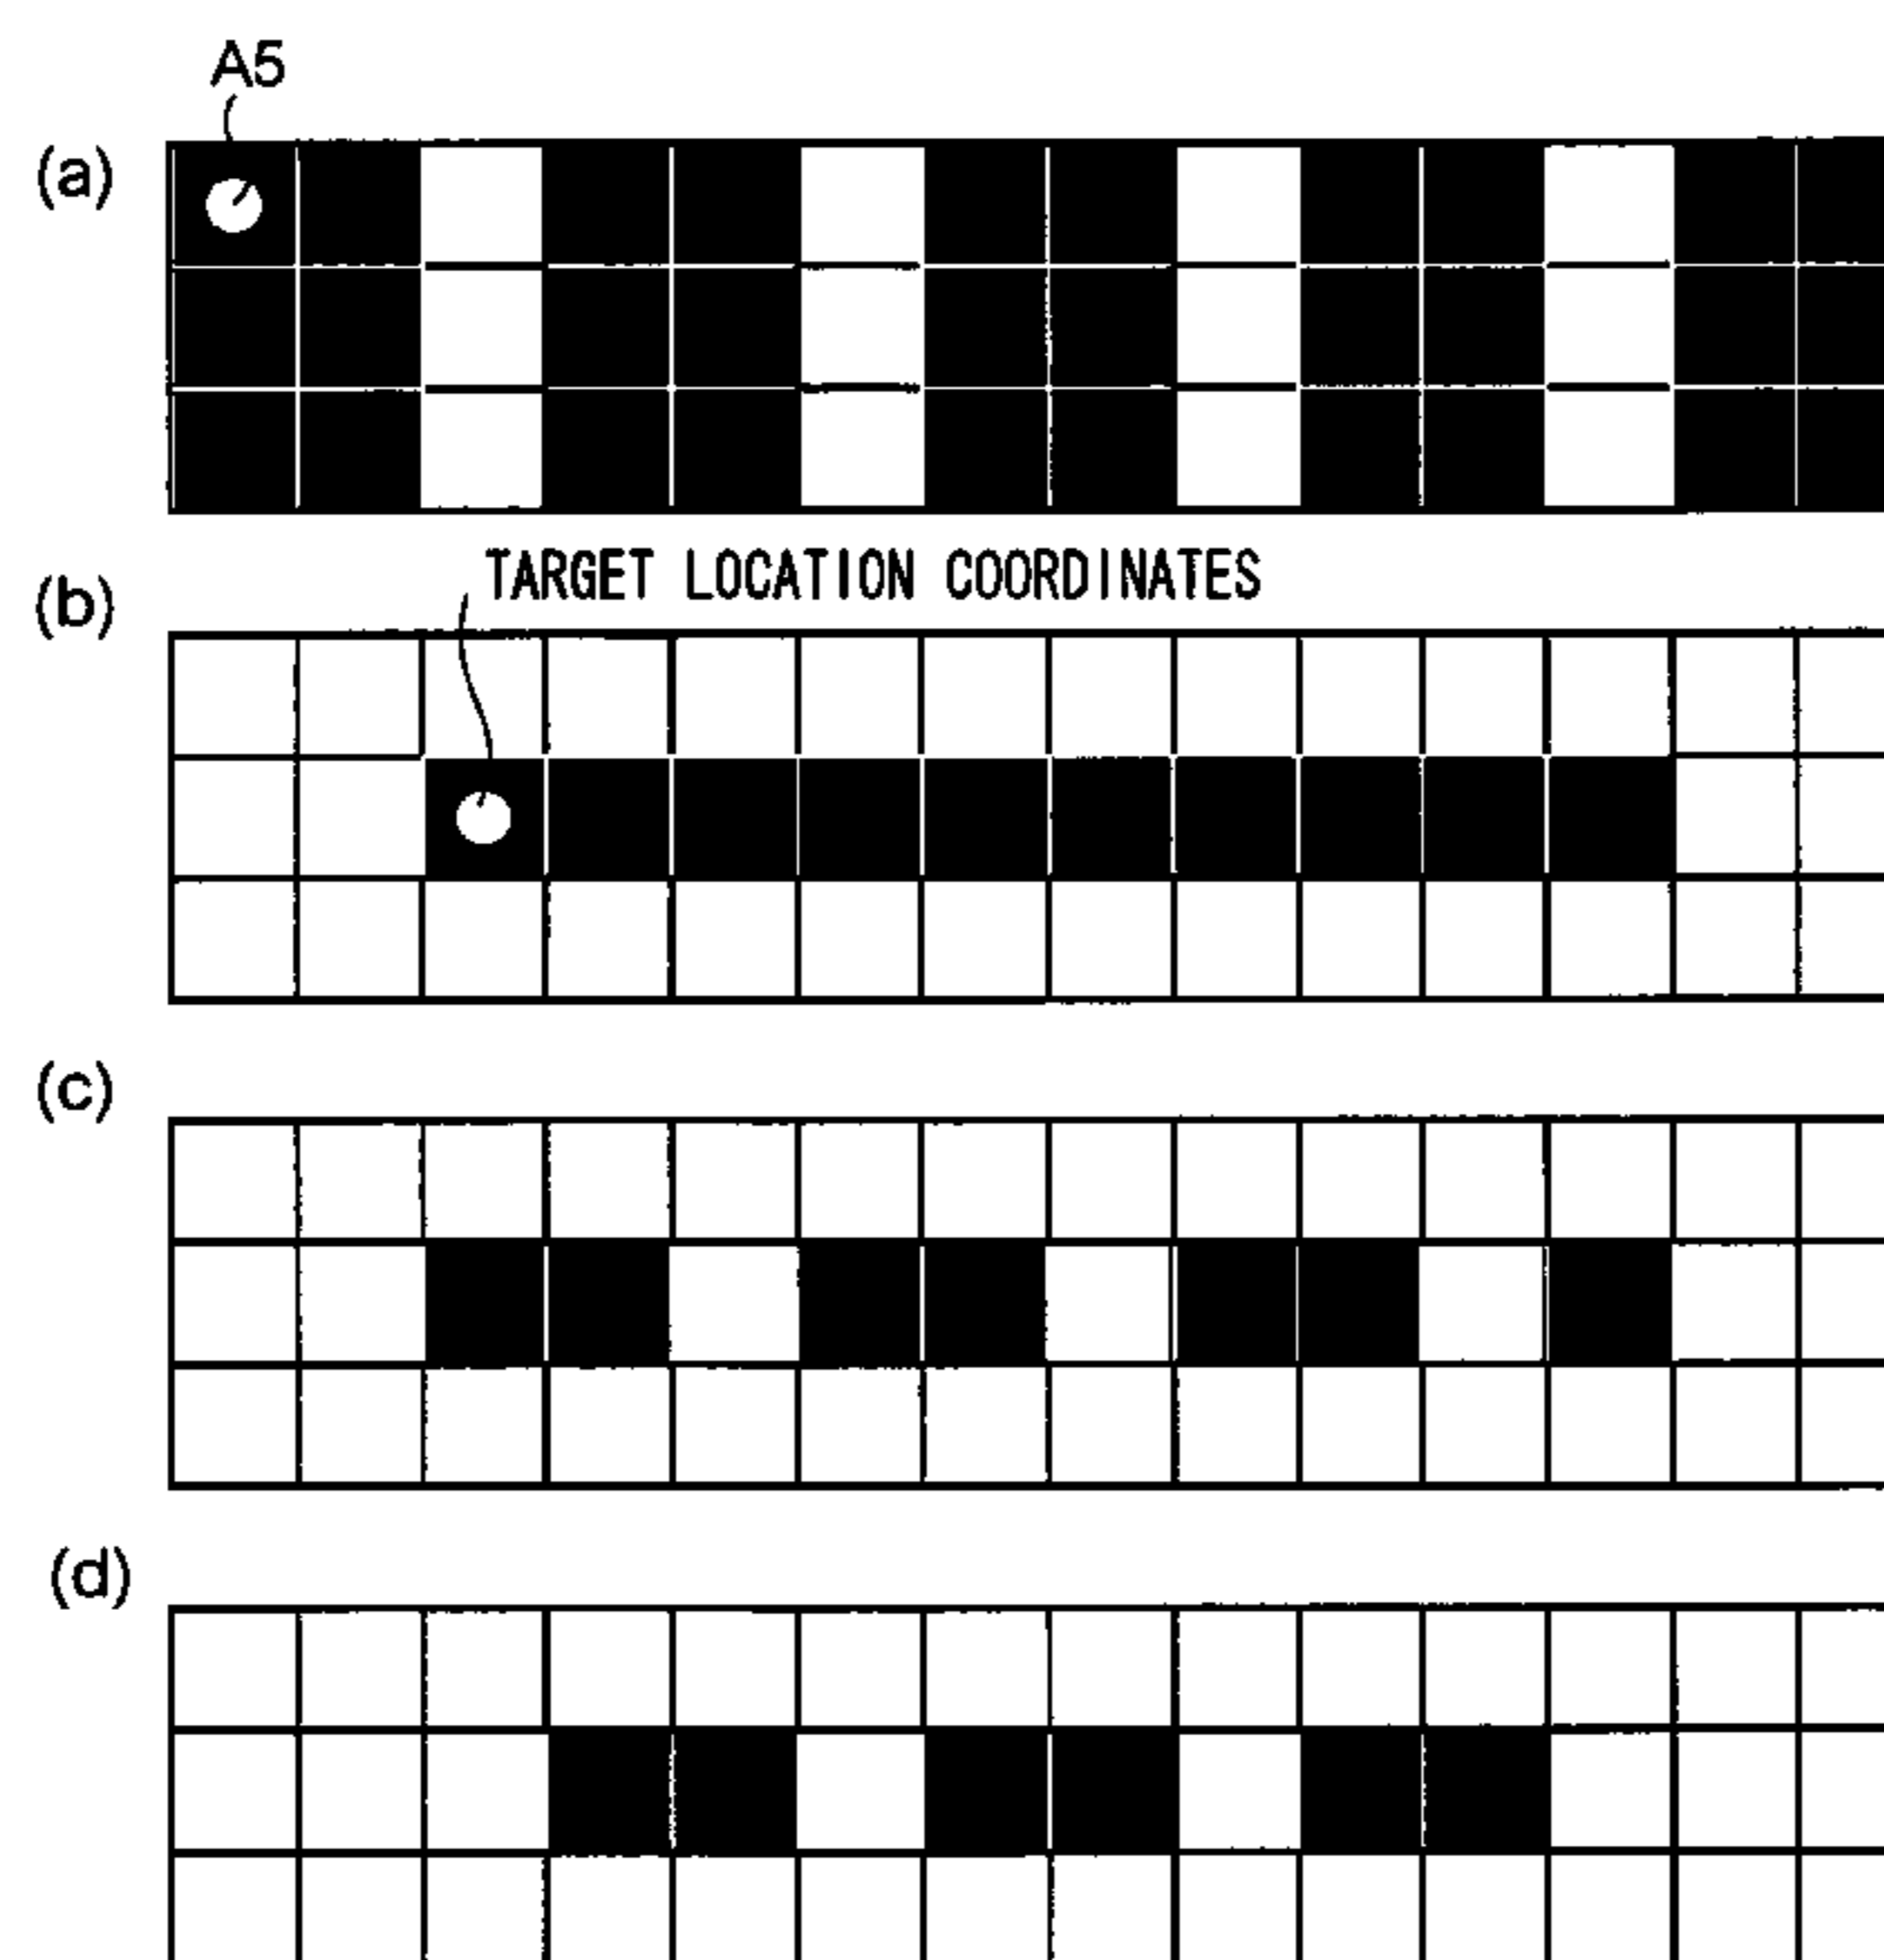 A5
(a)
TARGET LOCATION COORDINATES
(b)
(c)
(d)